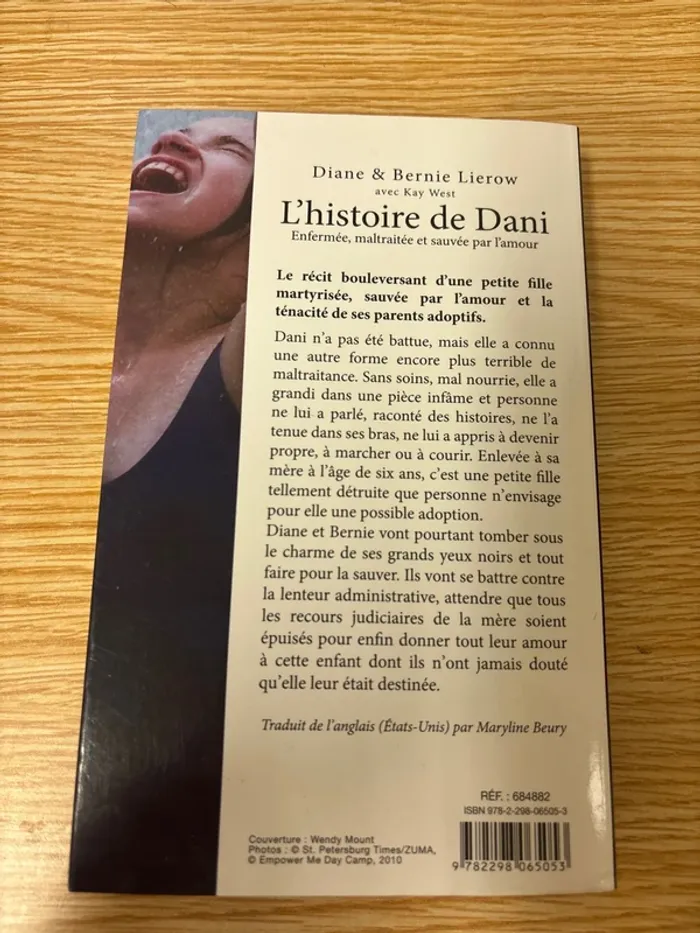 Diane & Bernie Lierow
avec Kay West
L'histoire de Dani
Enfermée, maltraitée et sauvée par l'amour
Le récit bouleversant d'une petite fille
martyrisée, sauvée par l'amour et la
ténacité de ses parents adoptifs.
Dani n'a pas été battue, mais elle a connu
une autre forme encore plus terrible de
maltraitance. Sans soins, mal nourrie, elle a
grandi dans une pièce infâme et personne
ne lui a parlé, raconté des histoires, ne l'a
tenue dans ses bras, ne lui a appris à devenir
propre, à marcher ou à courir. Enlevée à sa
mère à l'âge de six ans, c'est une petite fille
tellement détruite que personne n'envisage
pour elle une possible adoption.
Diane et Bernie vont pourtant tomber sous
le charme de ses grands yeux noirs et tout
faire pour la sauver. Ils vont se battre contre
la lenteur administrative, attendre que tous
les recours judiciaires de la mère soient
épuisés pour enfin donner tout leur amour
à cette enfant dont ils n'ont jamais douté
qu'elle leur était destinée.
Traduit de l'anglais (États-Unis) par Maryline Beury
RÉF. : 684882
ISBN 978-2-298-06505-3
Couverture : Wendy Mount
Photos : © St. Petersburg Times/ZUMA,
© Empower Me Day Camp, 2010
9 782298 065053